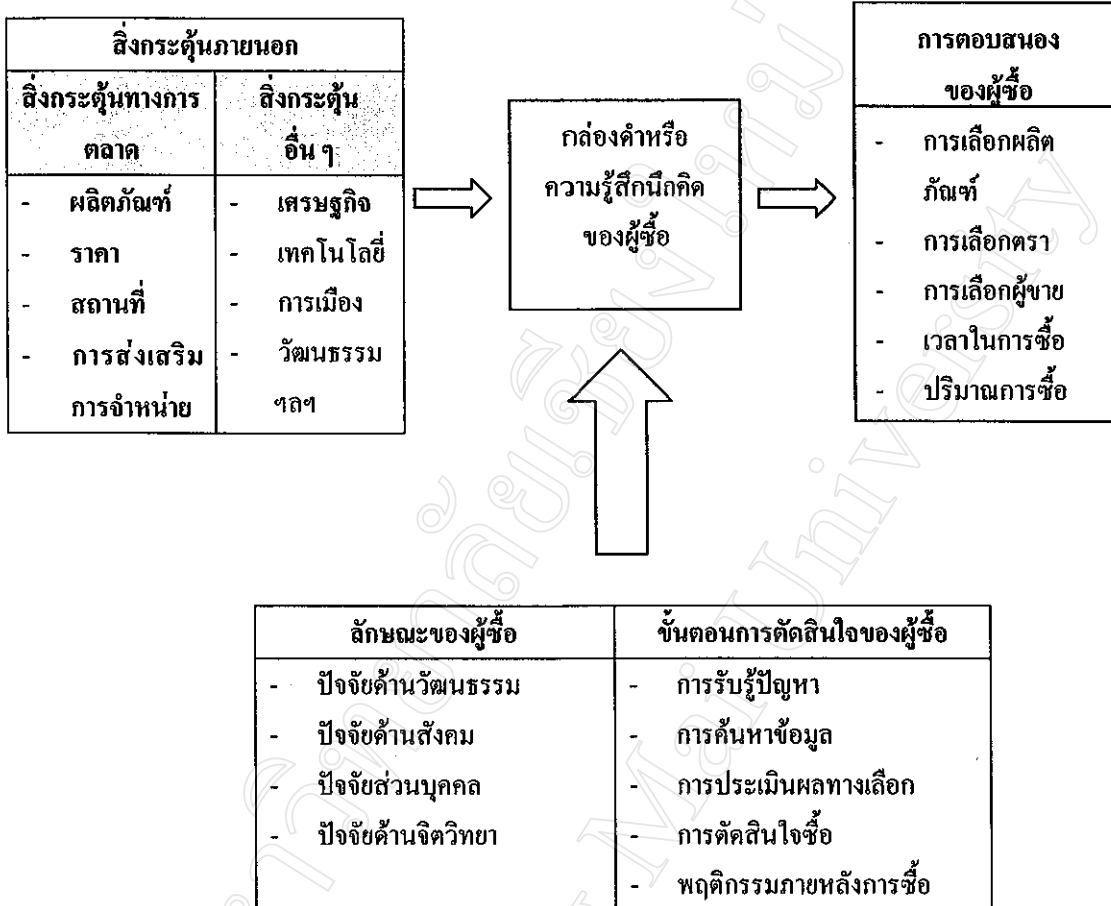 สิ่งกระตุ้นภายนอก
สิ่งกระตุ้นทางการ
ตลาด
สิ่งกระตุ้น
อื่น ๆ
- ผลิตภัณฑ์
- ราคา
- สถานที่
- การส่งเสริม
การจำหน่าย
- เศรษฐกิจ
- เทคโนโลยี่
- การเมือง
- วัฒนธรรม
ฯลฯ
กล่องดำหรือ
ความรู้สึกนึกคิด
ของผู้ซื้อ
การตอบสนอง
ของผู้ซื้อ
- การเลือกผลิต
ภัณฑ์
- การเลือกตรา
- การเลือกผู้ขาย
- เวลาในการซื้อ
- ปริมาณการซื้อ
ลักษณะของผู้ซื้อ
- ปัจจัยด้านวัฒนธรรม
- ปัจจัยด้านสังคม
- ปัจจัยส่วนบุคคล
- ปัจจัยด้านจิตวิทยา
ขั้นตอนการตัดสินใจของผู้ซื้อ
- การรับรู้ปัญหา
- การค้นหาข้อมูล
- การประเมินผลทางเลือก
- การตัดสินใจซื้อ
- พฤติกรรมภายหลังการซื้อ
Mai University